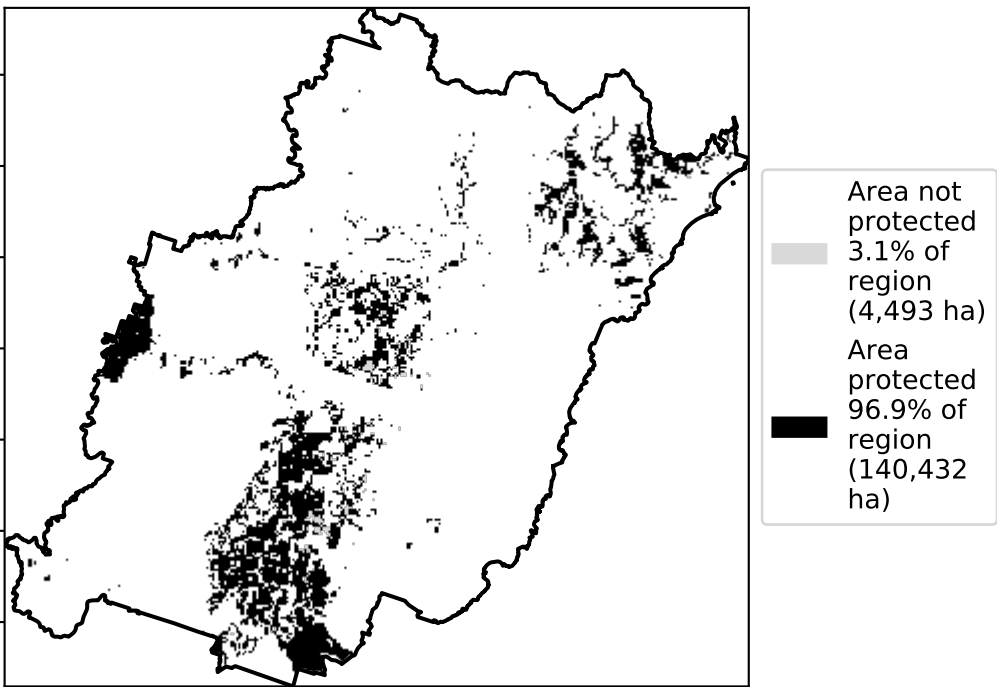 Area not
protected
3.1% of
region
(4,493 ha)
Area
protected
96.9% of
region
(140,432
ha)